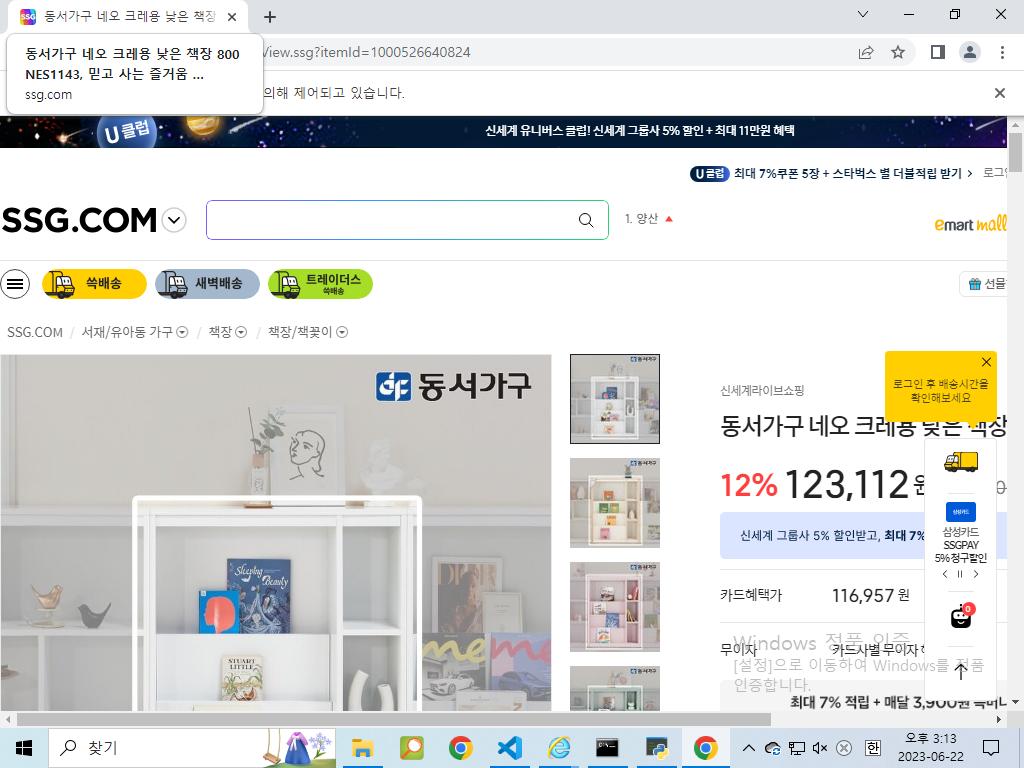 동서가구 네오 크레용 낮은 책장
동서가구 네오 크레용 낮은 책장 800
NES1143, 믿고 사는 즐거움 ...
ssg.com
View.ssg?itemId=1000526640824
의해 제어되고 있습니다.
U클럽
신세계 유니버스 클럽! 신세계 그룹사 5% 할인 + 최대 11만원 혜택
U클럽 최대 7%쿠폰 5장 + 스타벅스 별 더블적립 받기 > 로그인
SSG.COM
1. 양산
emart mall
쓱배송
새벽배송
트레이더스
쓱배송
선물
SSG.COM / 서재/유아동 가구 / 책장 / 책장/책꽂이
동서가구
신세계라이브쇼핑
로그인 후 배송시간을
확인해보세요
동서가구 네오 크레용 낮은 책장
12% 123,112 원
신세계 그룹사 5% 할인받고, 최대 7%
삼성카드
삼성카드
SSGPAY
5% 청구할인
카드혜택가 116,957 원
0
무이자 카드사별 무이자
Sleeping Beauty
STUART
LITTLE
Windows 정품 인증
[설정]으로 이동하여 Windows를 정품
인증합니다.
최대 7% 적립 + 매달 3,900원 쓱머니
찾기
오후 3:13
2023-06-22
한